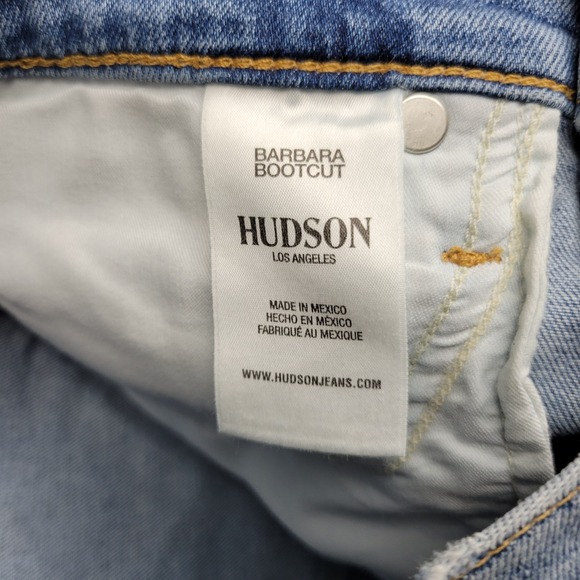 BARBARA
BOOTCUT
HUDSON
LOS ANGELES
MADE IN MEXICO
HECHO EN MÉXICO
FABRIQUÉ AU MEXIQUE
WWW.HUDSONJEANS.COM